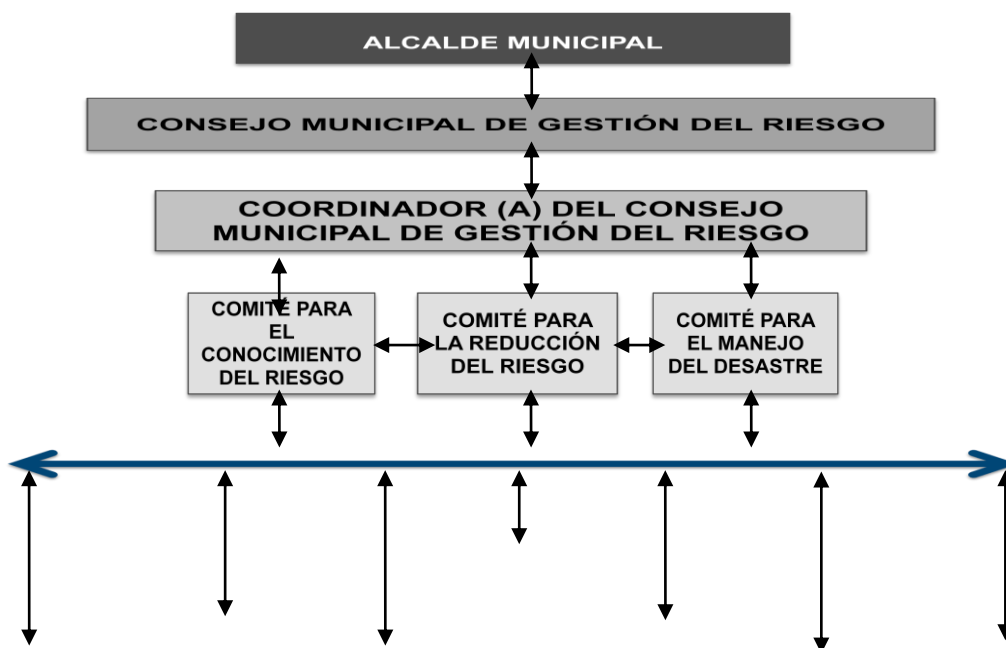 ALCALDE MUNICIPAL
CONSEJO MUNICIPAL DE GESTIÓN DEL RIESGO
COORDINADOR (A) DEL CONSEJO
MUNICIPAL DE GESTIÓN DEL RIESGO
COMITÉ PARA
EL
CONOCIMIENTO
DEL RIESGO
COMITÉ PARA
LA REDUCCIÓN
DEL RIESGO
COMITÉ PARA
EL MANEJO
DEL DESASTRE